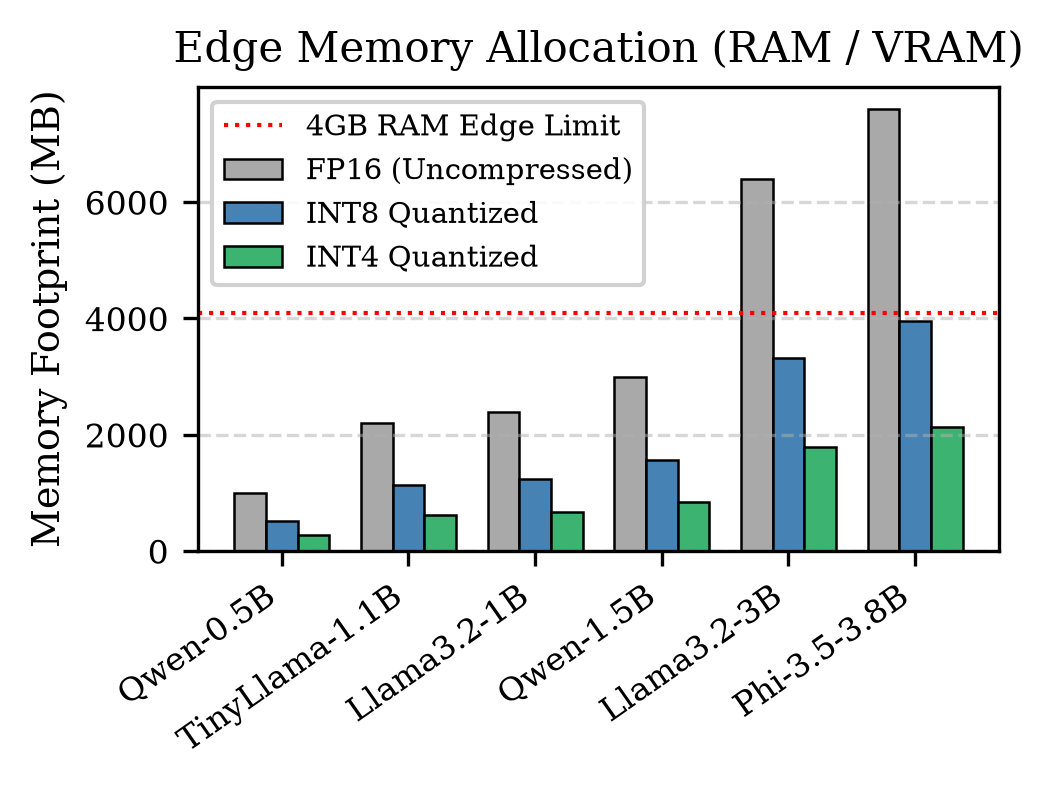 Edge Memory Allocation (RAM / VRAM)
Memory Footprint (MB)
6000
4000
2000
0
4GB RAM Edge Limit
FP16 (Uncompressed)
INT8 Quantized
INT4 Quantized
Qwen-0.5B
TinyLlama-1.1B
Llama3.2-1B
Qwen-1.5B
Llama3.2-3B
Phi-3.5-3.8B